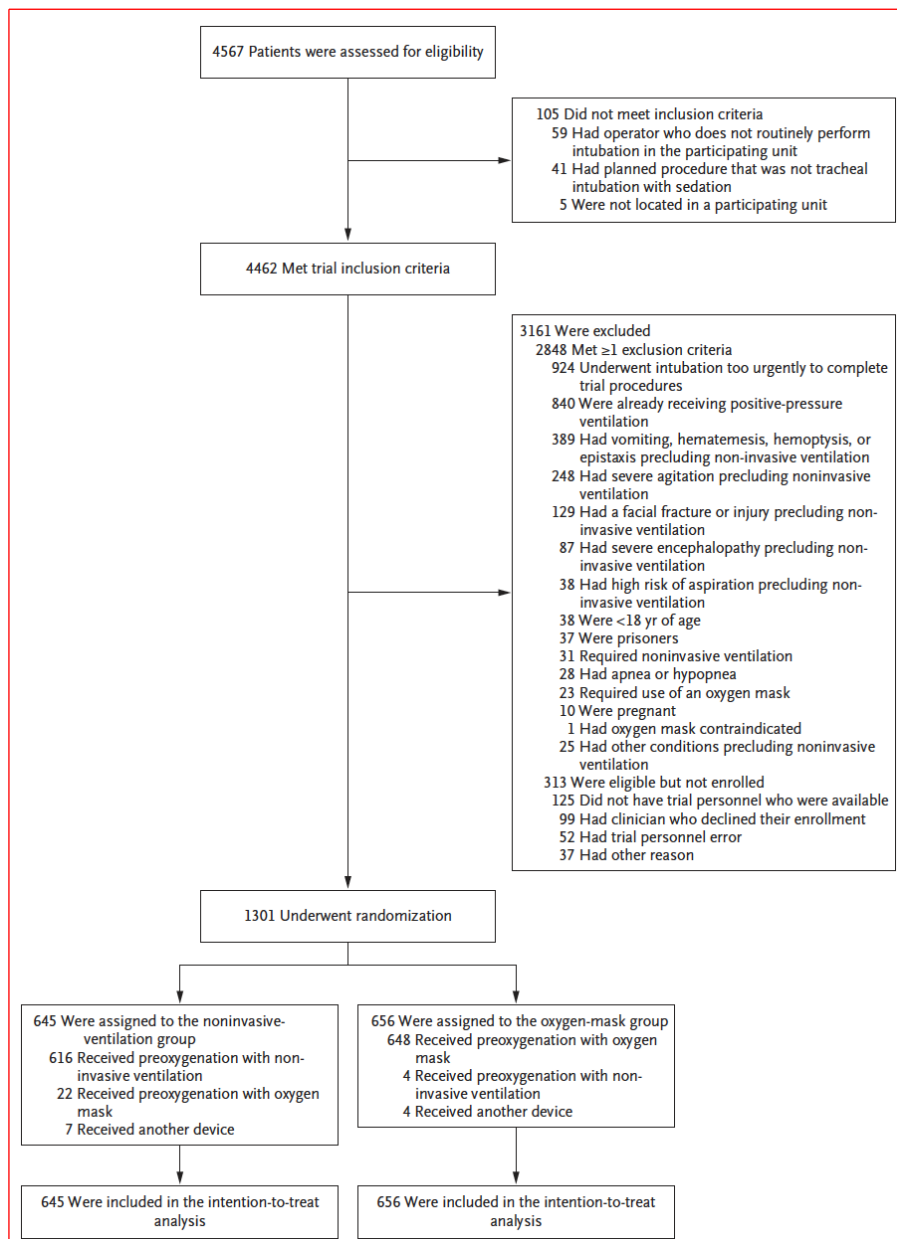 4567 Patients were assessed for eligibility
105 Did not meet inclusion criteria
59 Had operator who does not routinely perform
intubation in the participating unit
41 Had planned procedure that was not tracheal
intubation with sedation
5 Were not located in a participating unit
4462 Met trial inclusion criteria
3161 Were excluded
2848 Met ≥1 exclusion criteria
924 Underwent intubation too urgently to complete
trial procedures
840 Were already receiving positive-pressure
ventilation
389 Had vomiting, hematemesis, hemoptysis, or
epistaxis precluding non-invasive ventilation
248 Had severe agitation precluding noninvasive
ventilation
129 Had a facial fracture or injury precluding non-
invasive ventilation
87 Had severe encephalopathy precluding non-
invasive ventilation
38 Had high risk of aspiration precluding non-
invasive ventilation
38 Were <18 yr of age
37 Were prisoners
31 Required noninvasive ventilation
28 Had apnea or hypopnea
23 Required use of an oxygen mask
10 Were pregnant
1 Had oxygen mask contraindicated
25 Had other conditions precluding noninvasive
ventilation
313 Were eligible but not enrolled
125 Did not have trial personnel who were available
99 Had clinician who declined their enrollment
52 Had trial personnel error
37 Had other reason
1301 Underwent randomization
645 Were assigned to the noninvasive-
ventilation group
616 Received preoxygenation with non-
invasive ventilation
22 Received preoxygenation with oxygen
mask
7 Received another device
656 Were assigned to the oxygen-mask group
648 Received preoxygenation with oxygen
mask
4 Received preoxygenation with non-
invasive ventilation
4 Received another device
645 Were included in the intention-to-treat
analysis
656 Were included in the intention-to-treat
analysis